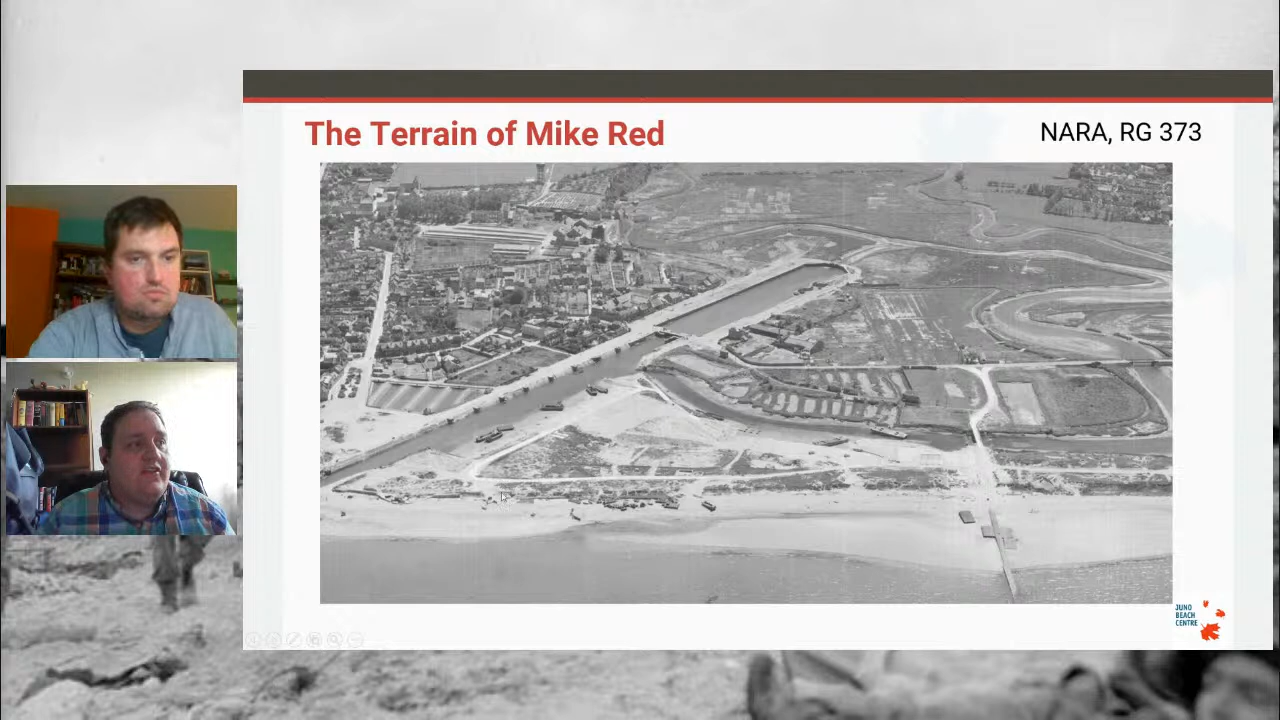 The Terrain of Mike Red
NARA, RG 373
JUNO
BEACH
CENTRE